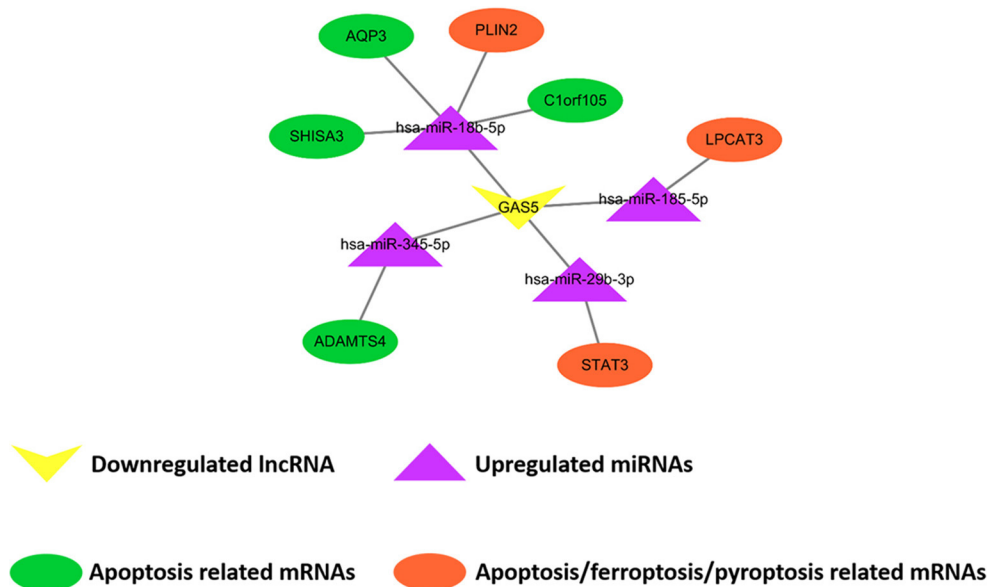 AQP3
PLIN2
C1orf105
SHISA3
hsa-miR-18b-5p
LPCAT3
GAS5
hsa-miR-185-5p
hsa-miR-345-5p
hsa-miR-29b-3p
ADAMTS4
STAT3
Downregulated lncRNA
Upregulated miRNAs
Apoptosis related mRNAs
Apoptosis/ferroptosis/pyroptosis related mRNAs